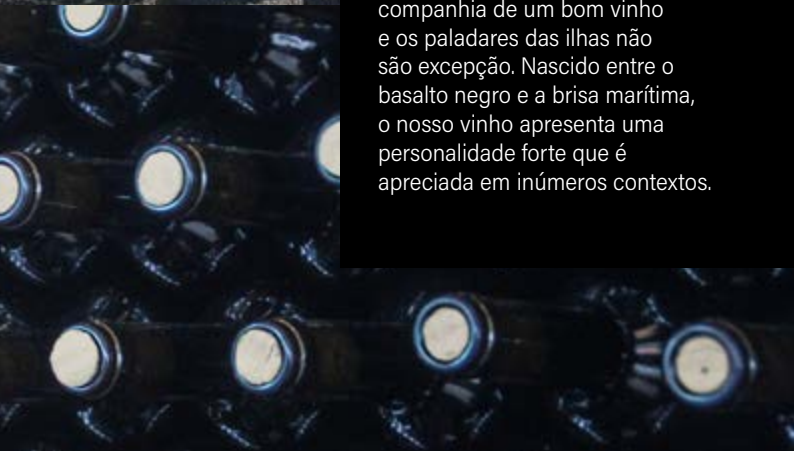 companhia de um bom vinho
e os paladares das ilhas não
são excepção. Nascido entre o
basalto negro e a brisa marítima,
o nosso vinho apresenta uma
personalidade forte que é
apreciada em inúmeros contextos.